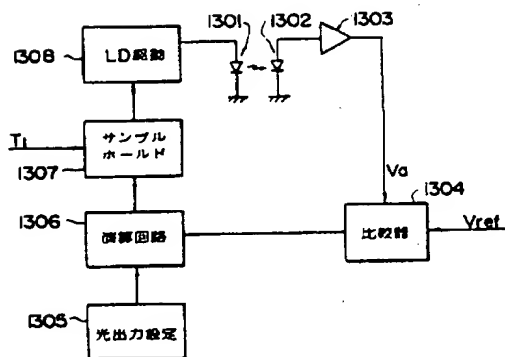 1301
1302
1303
1308
LD駆動
T1
サンプル
ホールド
1307
Va
1304
1306
演算回路
比較器
Vref
1305
光出力設定